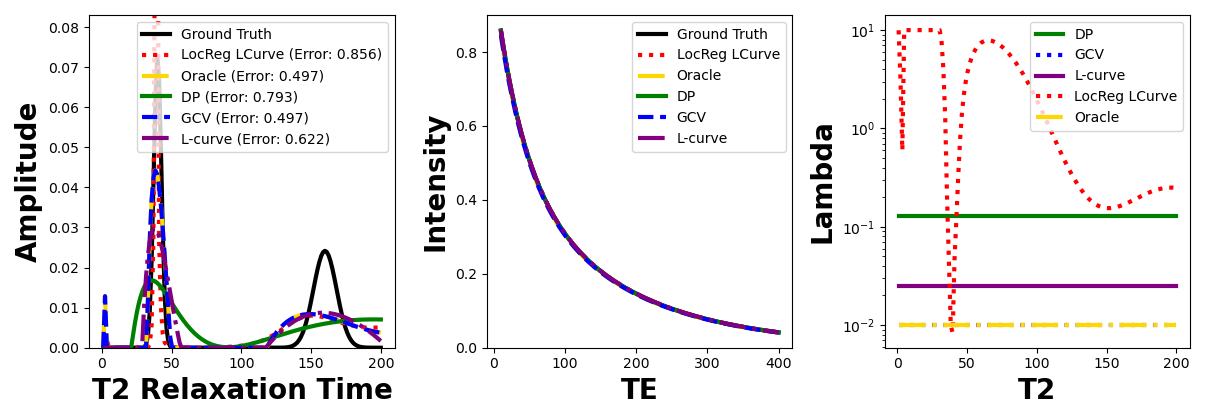 Amplitude
0.08
0.07
0.06
0.05
0.04
0.03
0.02
0.01
0.00
Ground Truth
LocReg LCurve (Error: 0.856)
Oracle (Error: 0.497)
DP (Error: 0.793)
GCV (Error: 0.497)
L-curve (Error: 0.622)
0 50 100 150 200
T2 Relaxation Time
Intensity
0.8
0.6
0.4
0.2
0.0
Ground Truth
LocReg LCurve
Oracle
DP
GCV
L-curve
0 100 200 300 400
TE
Lambda
10¹
10⁰
10⁻¹
10⁻²
DP
GCV
L-curve
LocReg LCurve
Oracle
0 50 100 150 200
T2